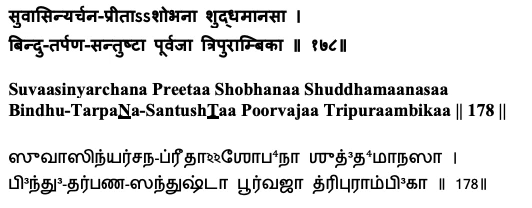 सुवासिन्यर्चन-प्रीताऽऽशोभना शुद्धमानसा ।
बिन्दु-तर्पण-सन्तुष्टा पूर्वजा त्रिपुराम्बिका ॥ १७८॥
Suvaasinyarchana Preetaa Shobhanaa Shuddhamaanasaa
Bindhu-TarpaNa-SantushTaa Poorvajaa Tripuraambikaa || 178 ||
ஸுவாஸிந்யர்சந-ப்ரீதாऽऽஶோப⁴நா ஶுத்³த⁴மாநஸா ।
பி³ந்து³-தர்பண-ஸந்துஷ்டா பூர்வஜா த்ரிபுராம்பி³கா ॥ 178॥